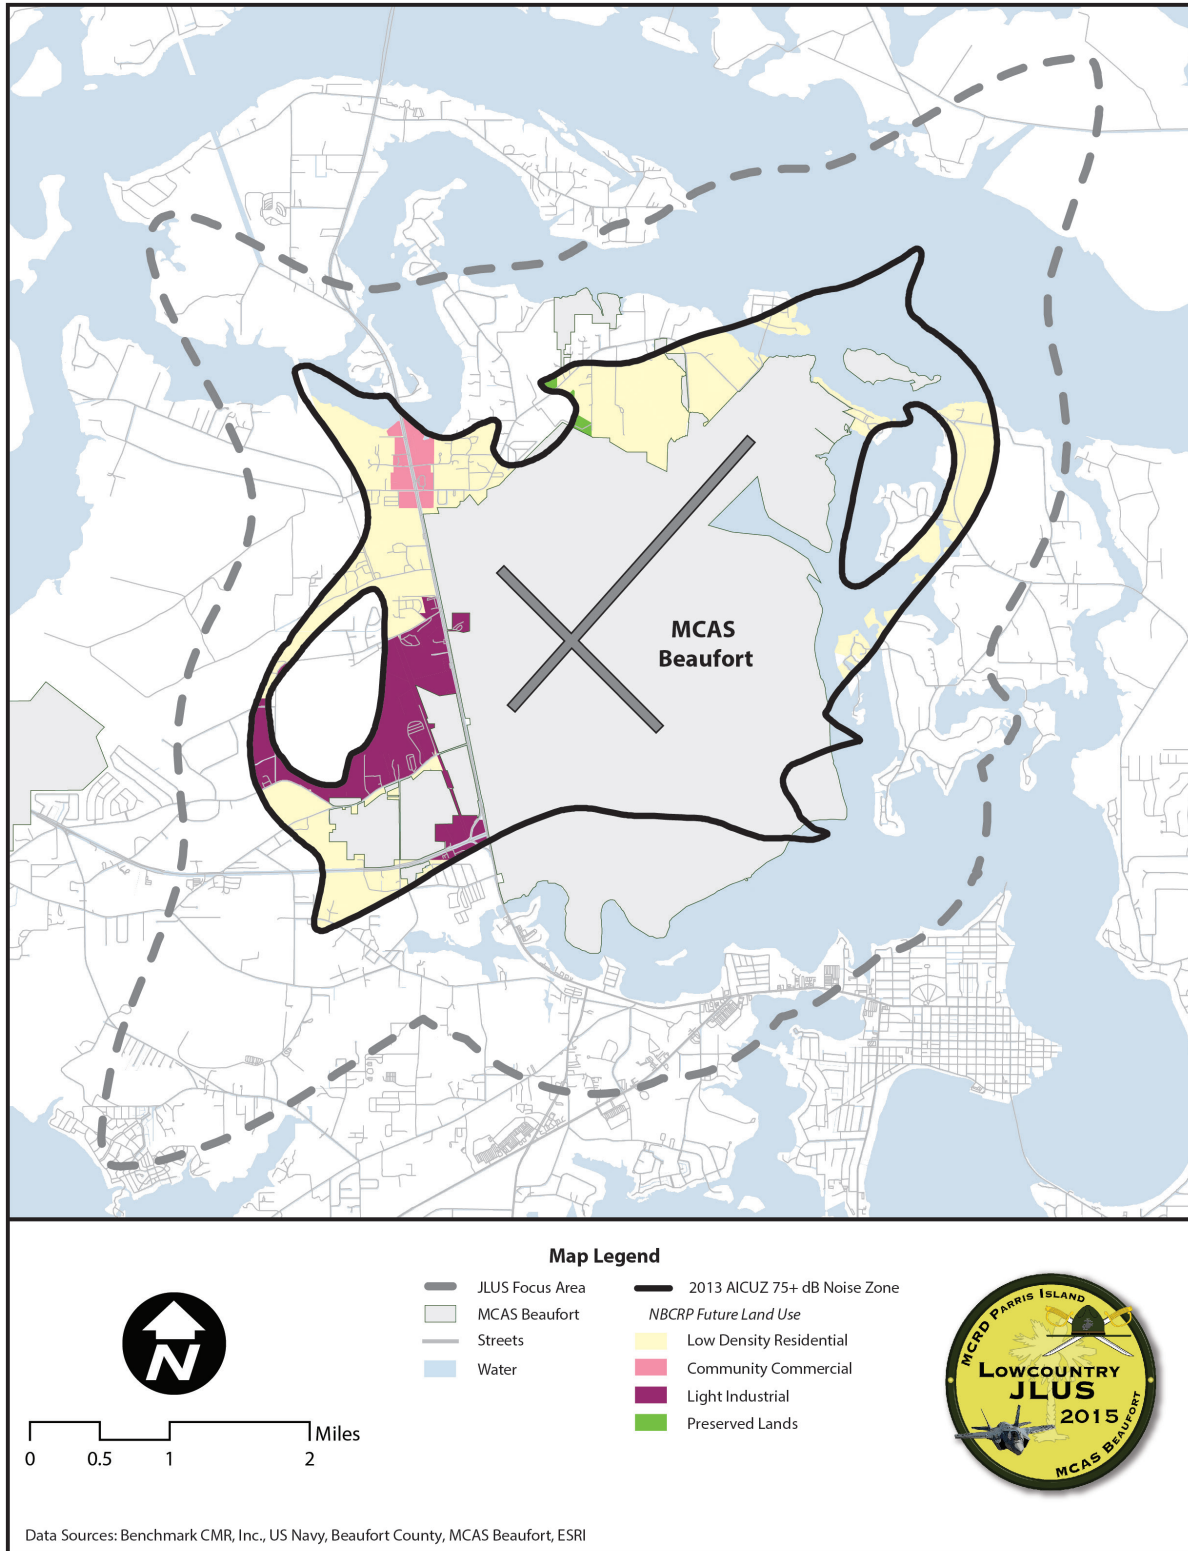 MCAS
Beaufort
Map Legend
JLUS Focus Area
MCAS Beaufort
Streets
Water
2013 AICUZ 75+ dB Noise Zone
NBCRP Future Land Use
Low Density Residential
Community Commercial
Light Industrial
Preserved Lands
N
0 0.5 1 2 Miles
MCRD PARRIS ISLAND
LOWCOUNTRY
JLUS
2015
MCAS BEAUFORT
Data Sources: Benchmark CMR, Inc., US Navy, Beaufort County, MCAS Beaufort, ESRI